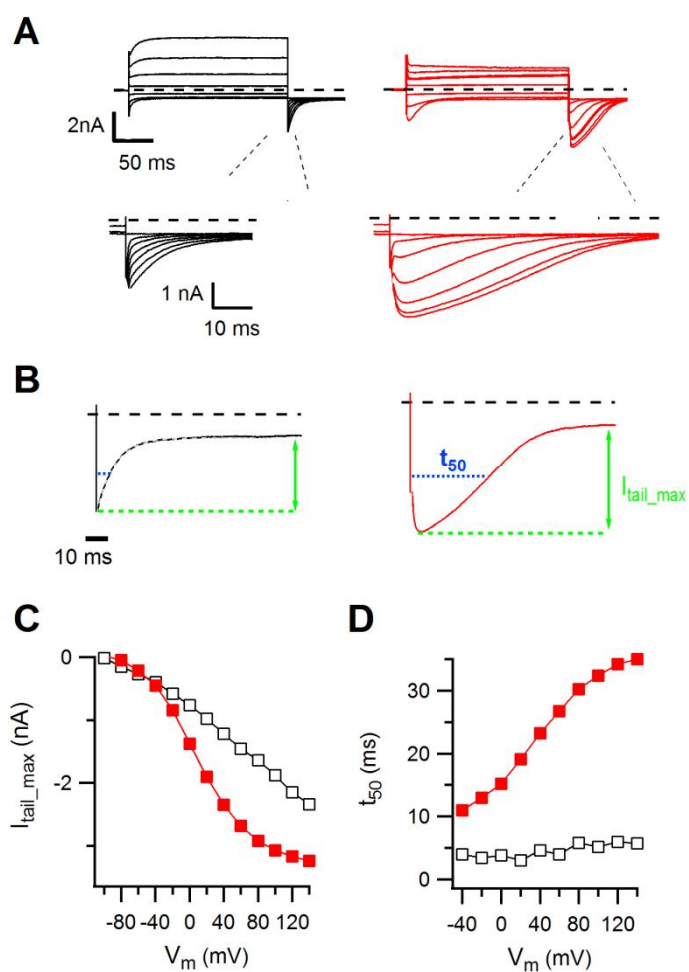 A
2nA
50 ms
1 nA
10 ms
B
t50
Itail_max
10 ms
C
D
0
-2
Itail_max (nA)
-80 -40 0 40 80 120
Vm (mV)
30
20
10
0
t50 (ms)
-40 0 40 80 120
Vm (mV)